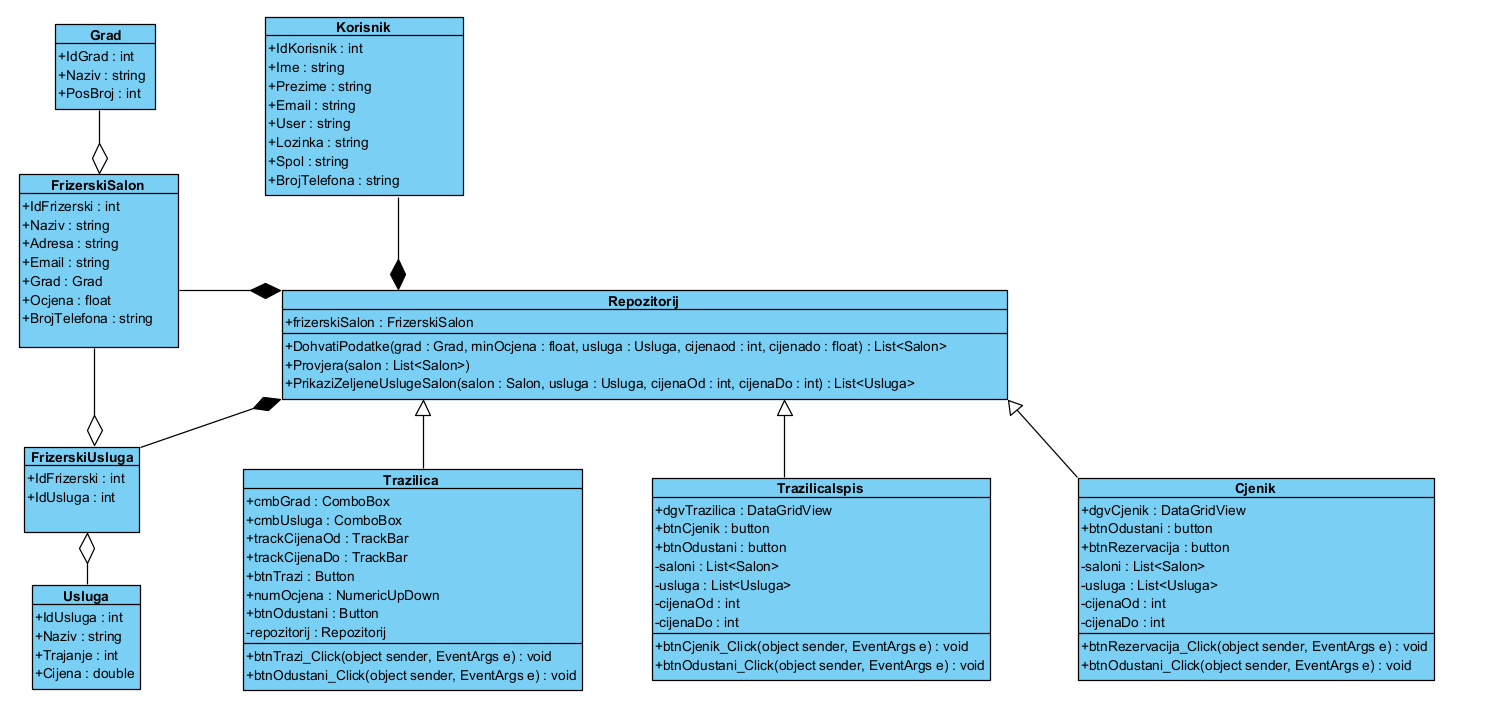 Grad
+IdGrad : int
+Naziv : string
+PosBroj : int
Korisnik
+IdKorisnik : int
+Ime : string
+Prezime : string
+Email : string
+User : string
+Lozinka : string
+Spol : string
+BrojTelefona : string
FrizerskiSalon
+IdFrizerski : int
+Naziv : string
+Adresa : string
+Email : string
+Grad : Grad
+Ocjena : float
+BrojTelefona : string
Repozitorij
+frizerskiSalon : FrizerskiSalon
+DohvatiPodatke(grad : Grad, minOcjena : float, usluga : Usluga, cijenaod : int, cijenado : float) : List<Salon>
+Provjera(salon : List<Salon>)
+PrikaziZeljeneUslugeSalon(salon : Salon, usluga : Usluga, cijenaOd : int, cijenaDo : int) : List<Usluga>
FrizerskiUsluga
+IdFrizerski : int
+IdUsluga : int
Usluga
+IdUsluga : int
+Naziv : string
+Trajanje : int
+Cijena : double
Trazilica
+cmbGrad : ComboBox
+cmbUsluga : ComboBox
+trackCijenaOd : TrackBar
+trackCijenaDo : TrackBar
+btnTrazi : Button
+numOcjena : NumericUpDown
+btnOdustani : Button
-repozitorij : Repozitorij
+btnTrazi_Click(object sender, EventArgs e) : void
+btnOdustani_Click(object sender, EventArgs e) : void
TrazilicaIspis
+dgvTrazilica : DataGridView
+btnCjenik : button
+btnOdustani : button
-saloni : List<Salon>
-usluga : List<Usluga>
-cijenaOd : int
-cijenaDo : int
+btnCjenik_Click(object sender, EventArgs e) : void
+btnOdustani_Click(object sender, EventArgs e) : void
Cjenik
+dgvCjenik : DataGridView
+btnOdustani : button
+btnRezervacija : button
-saloni : List<Salon>
-usluga : List<Usluga>
-cijenaOd : int
-cijenaDo : int
+btnRezervacija_Click(object sender, EventArgs e) : void
+btnOdustani_Click(object sender, EventArgs e) : void